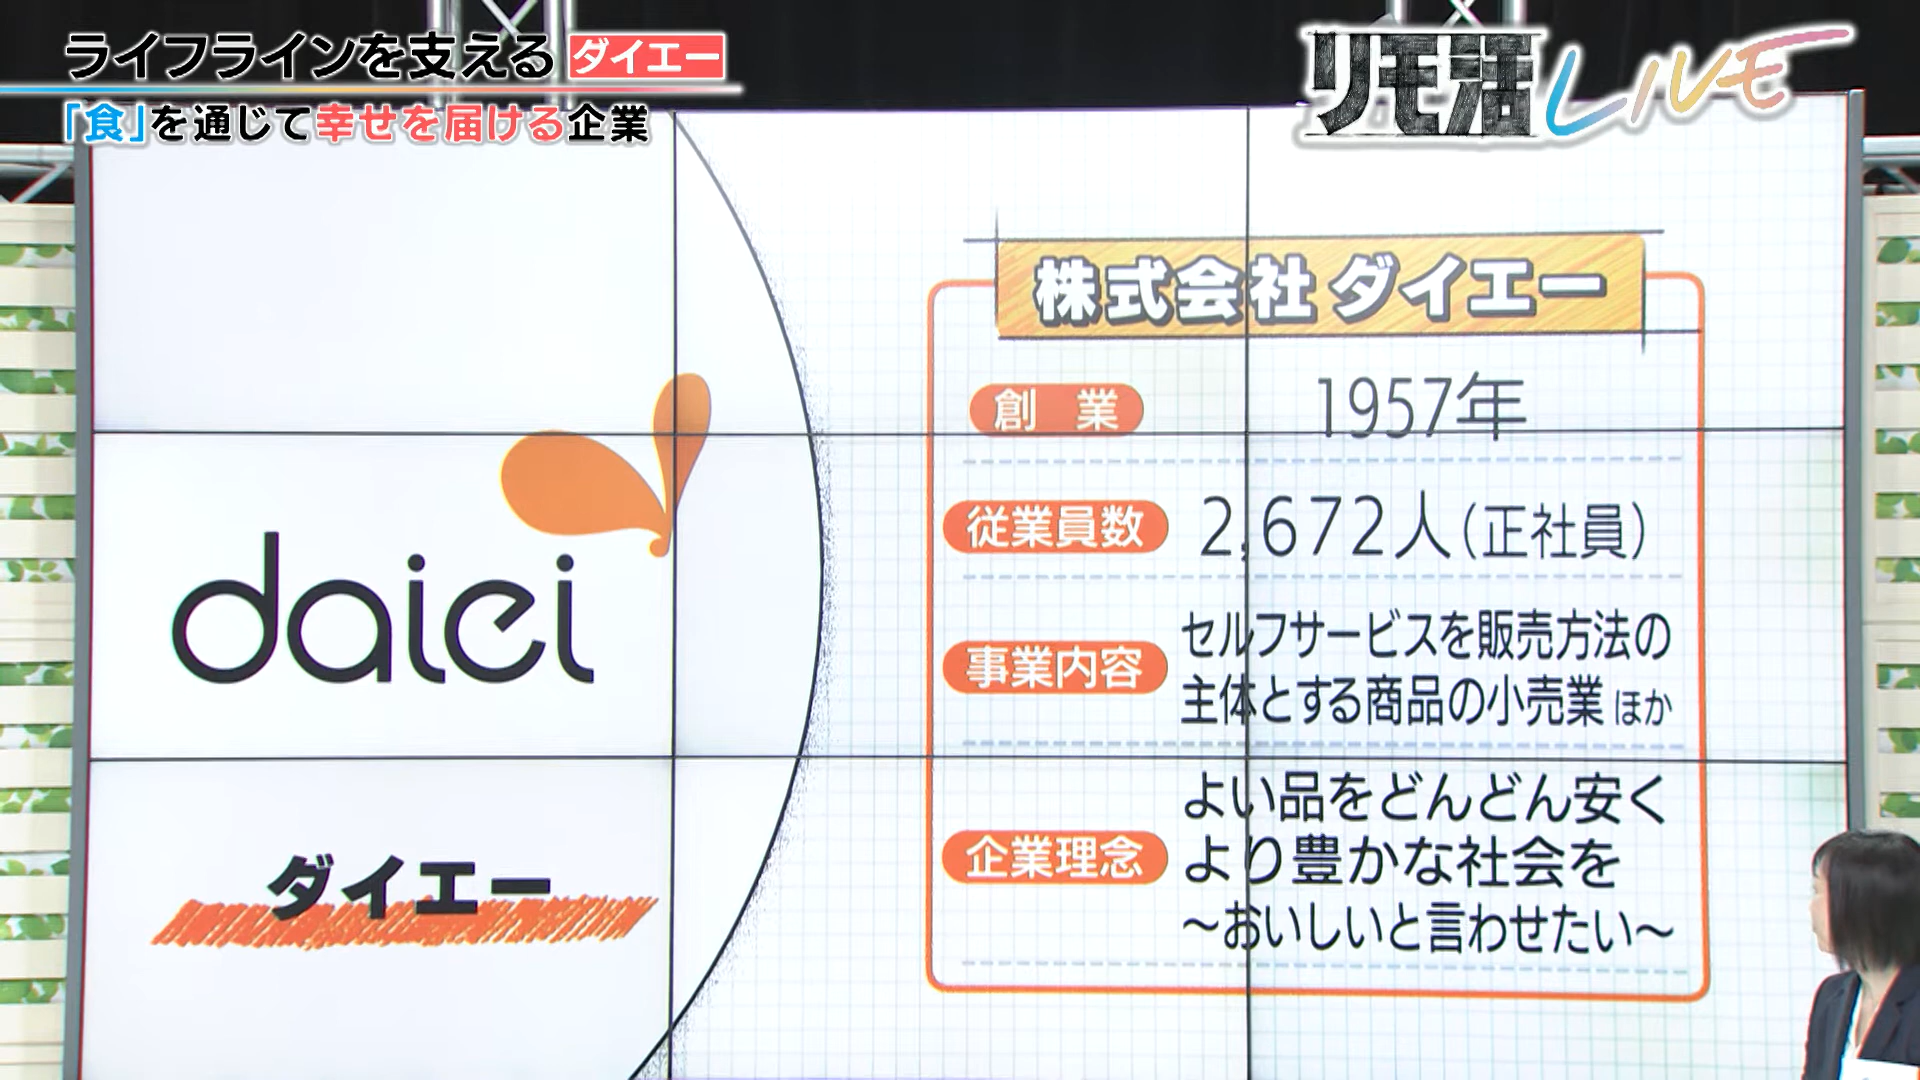 ライフラインを支える ダイエー
「食」を通じて幸せを届ける企業
リモ活 LIVE
daiei
ダイエー
株式会社 ダイエー
創業 1957年
従業員数 2,672人(正社員)
事業内容 セルフサービスを販売方法の
主体とする商品の小売業 ほか
企業理念 よい品をどんどん安く
より豊かな社会を
～おいしいと言わせたい～